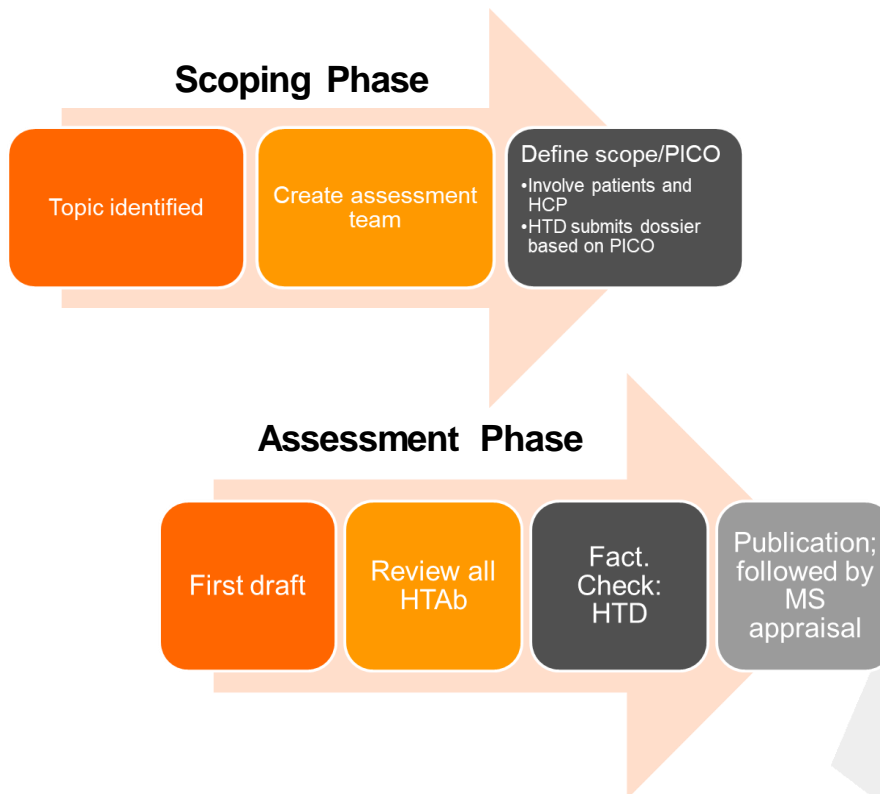 Scoping Phase
Topic identified
Create assessment
team
Define scope/PICO
•Involve patients and
HCP
•HTD submits dossier
based on PICO
Assessment Phase
First draft
Review all
HTAb
Fact.
Check:
HTD
Publication;
followed by
MS
appraisal